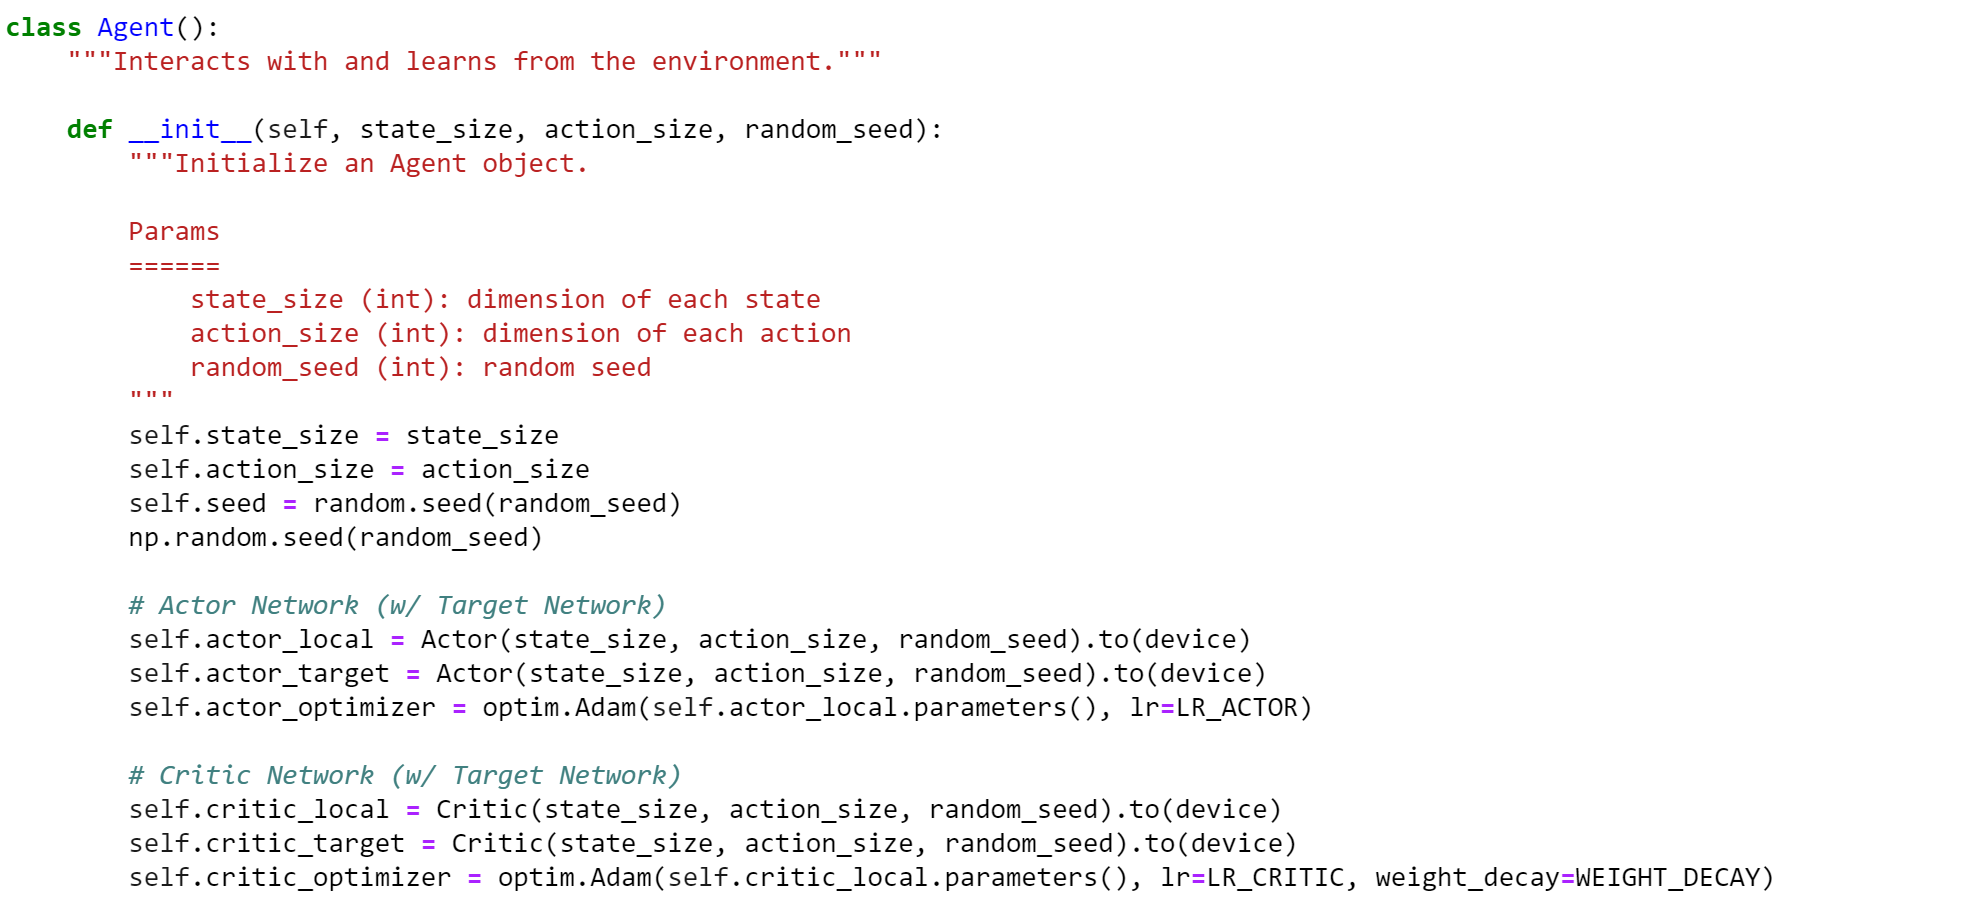 class Agent():
    """Interacts with and learns from the environment."""

    def __init__(self, state_size, action_size, random_seed):
        """Initialize an Agent object.

        Params
        ======
            state_size (int): dimension of each state
            action_size (int): dimension of each action
            random_seed (int): random seed
        """
        self.state_size = state_size
        self.action_size = action_size
        self.seed = random.seed(random_seed)
        np.random.seed(random_seed)

        # Actor Network (w/ Target Network)
        self.actor_local = Actor(state_size, action_size, random_seed).to(device)
        self.actor_target = Actor(state_size, action_size, random_seed).to(device)
        self.actor_optimizer = optim.Adam(self.actor_local.parameters(), lr=LR_ACTOR)

        # Critic Network (w/ Target Network)
        self.critic_local = Critic(state_size, action_size, random_seed).to(device)
        self.critic_target = Critic(state_size, action_size, random_seed).to(device)
        self.critic_optimizer = optim.Adam(self.critic_local.parameters(), lr=LR_CRITIC, weight_decay=WEIGHT_DECAY)